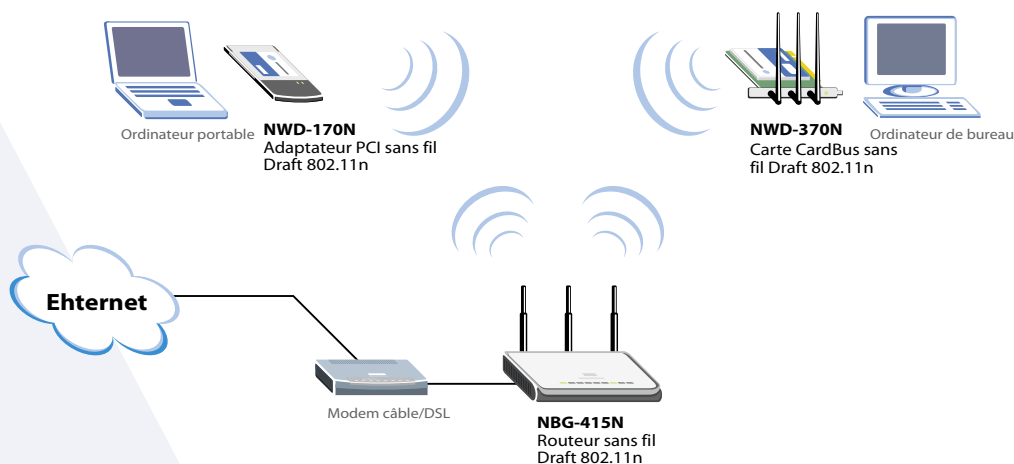 Ordinateur portable
NWD-170N
Adaptateur PCI sans fil
Draft 802.11n
NWD-370N
Carte CardBus sans
fil Draft 802.11n
Ordinateur de bureau
Ehternet
Modem câble/DSL
NBG-415N
Routeur sans fil
Draft 802.11n